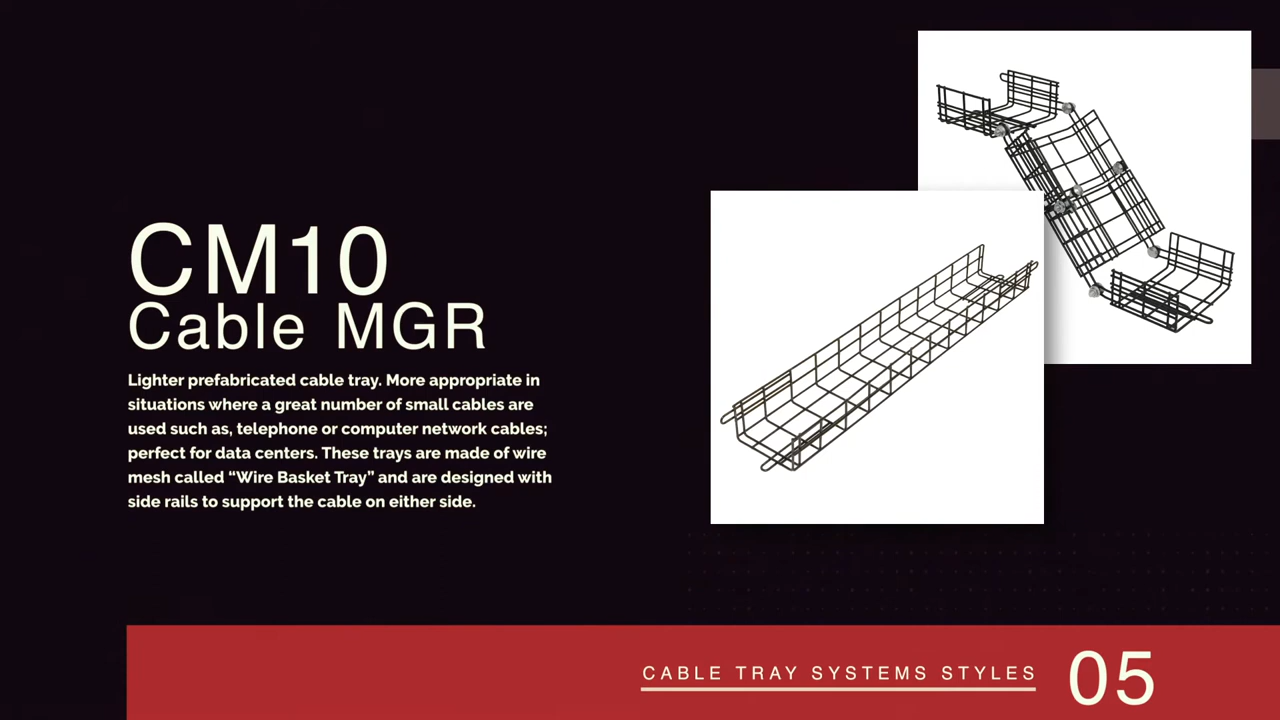 CM10
Cable MGR
Lighter prefabricated cable tray. More appropriate in
situations where a great number of small cables are
used such as, telephone or computer network cables;
perfect for data centers. These trays are made of wire
mesh called “Wire Basket Tray” and are designed with
side rails to support the cable on either side.
CABLE TRAY SYSTEMS STYLES
05